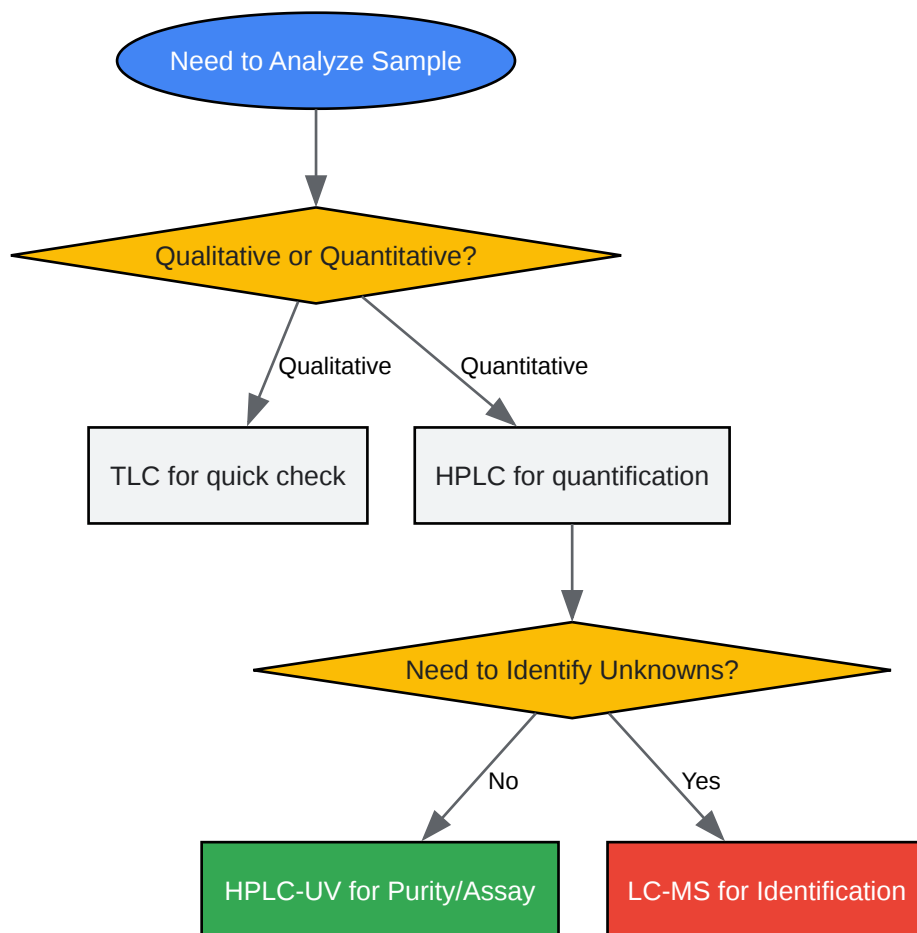 Need to Analyze Sample
Qualitative or Quantitative?
Qualitative
Quantitative
TLC for quick check
HPLC for quantification
Need to Identify Unknowns?
No
Yes
HPLC-UV for Purity/Assay
LC-MS for Identification